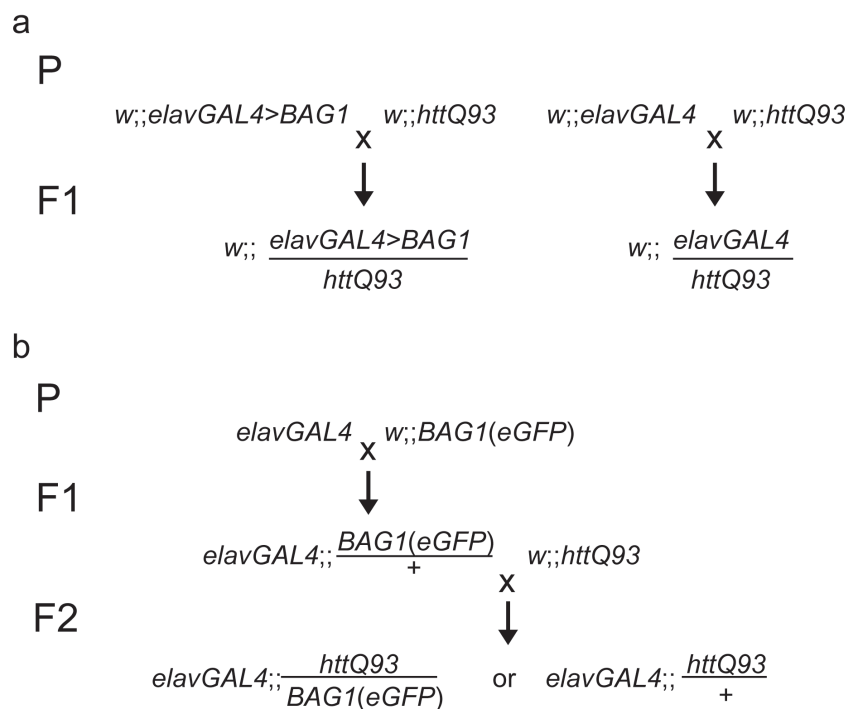 a
P
w;;elavGAL4>BAG1 x w;;httQ93 w;;elavGAL4 x w;;httQ93
F1
w;; elavGAL4>BAG1 w;; elavGAL4
httQ93 httQ93
b
P
elavGAL4 x w;;BAG1(eGFP)
F1
elavGAL4;; BAG1(eGFP) x w;;httQ93
+
F2
elavGAL4;; httQ93 or elavGAL4;; httQ93
BAG1(eGFP) +